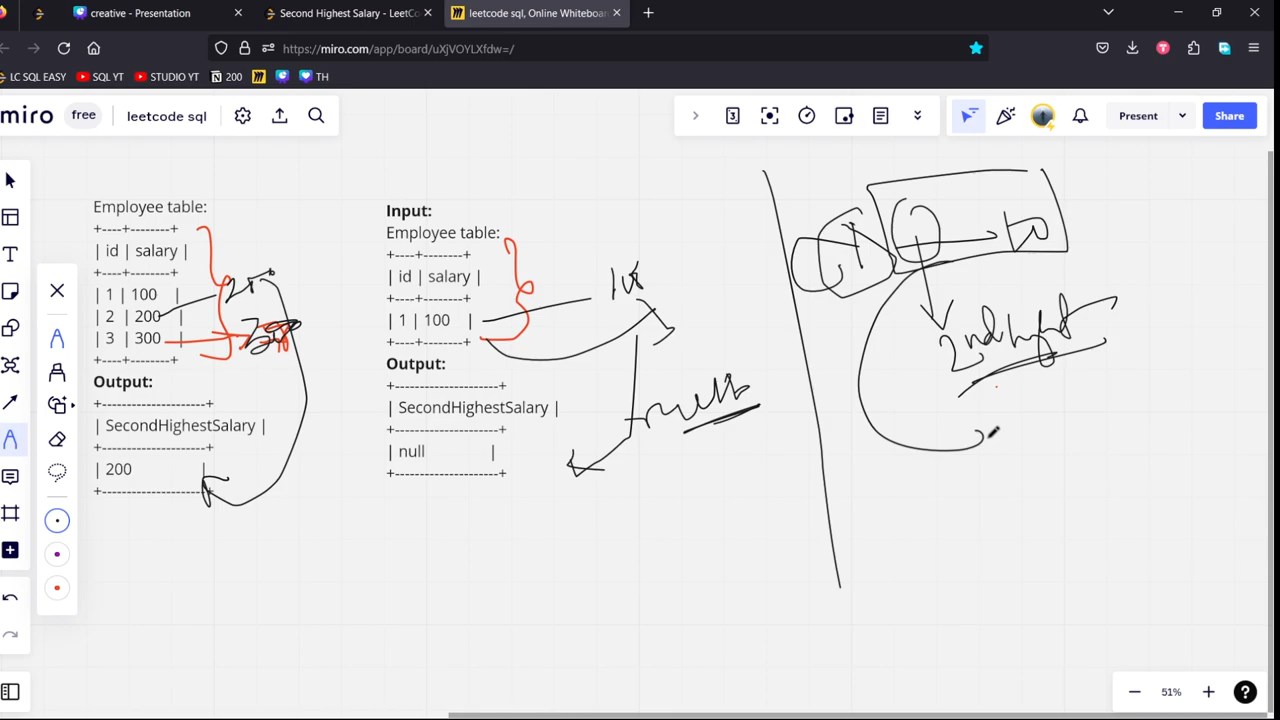 creative - Presentation
Second Highest Salary - LeetCo
leetcode sql, Online Whiteboar
https://miro.com/app/board/uXjVOYLXfdw=/
LC SQL EASY
SQL YT
STUDIO YT
200
TH
miro
free
leetcode sql
3
Present
Share
Employee table:
+----+--------+
| id | salary |
+----+--------+
| 1 | 100 |
| 2 | 200 |
| 3 | 300 |
+----+--------+
Output:
+---------------------+
| SecondHighestSalary |
+---------------------+
| 200 |
+---------------------+
Input:
Employee table:
+----+--------+
| id | salary |
+----+--------+
| 1 | 100 |
+----+--------+
Output:
+---------------------+
| SecondHighestSalary |
+---------------------+
| null |
+---------------------+
null
2nd
51%